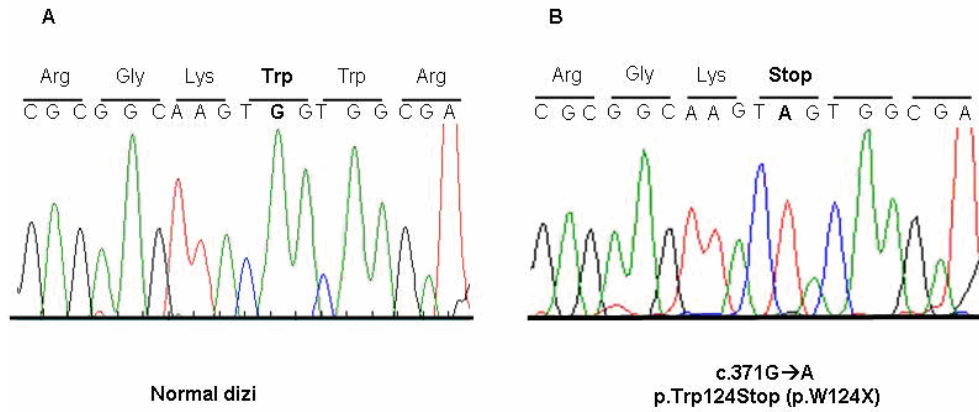 A
Arg Gly Lys Trp Trp Arg
C G C G G C A A G T G G T G G C G A
Normal dizi
B
Arg Gly Lys Stop
C G C G G C A A G T A G T G G C G A
c.371G→A
p.Trp124Stop (p.W124X)